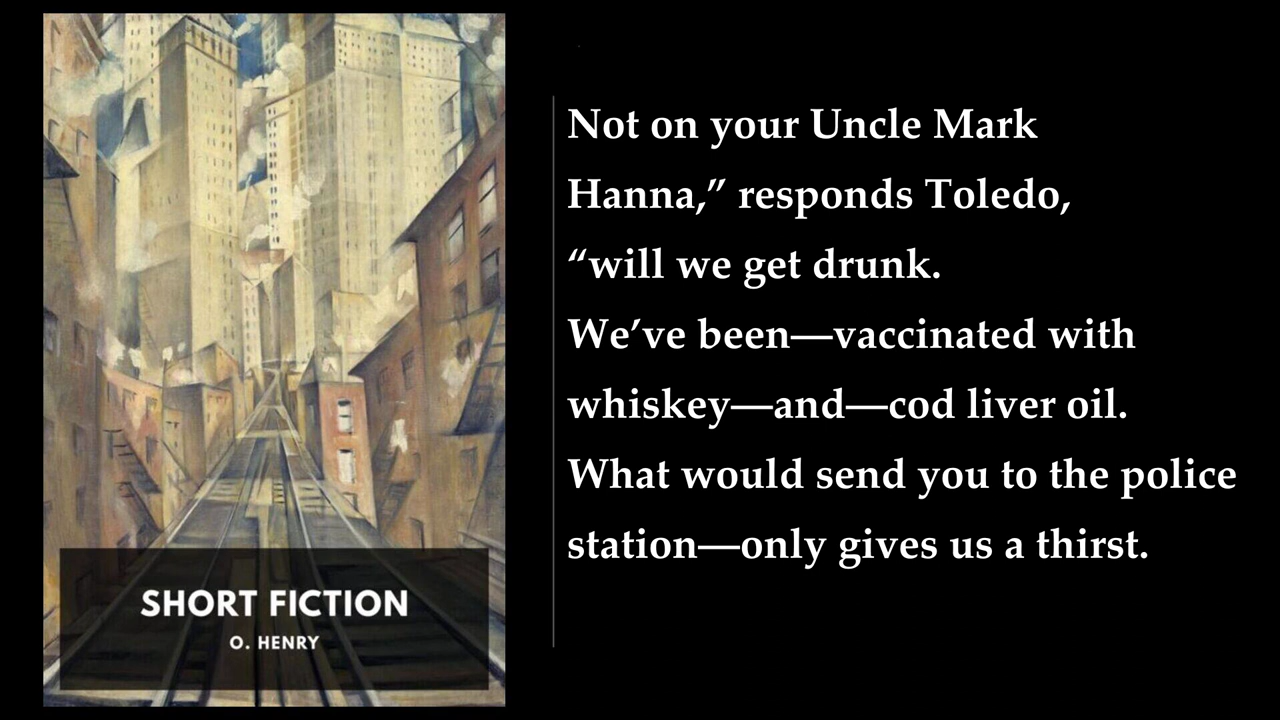 Not on your Uncle Mark
Hanna,” responds Toledo,
“will we get drunk.
We’ve been—vaccinated with
whiskey—and—cod liver oil.
What would send you to the police
station—only gives us a thirst.
SHORT FICTION
O. HENRY